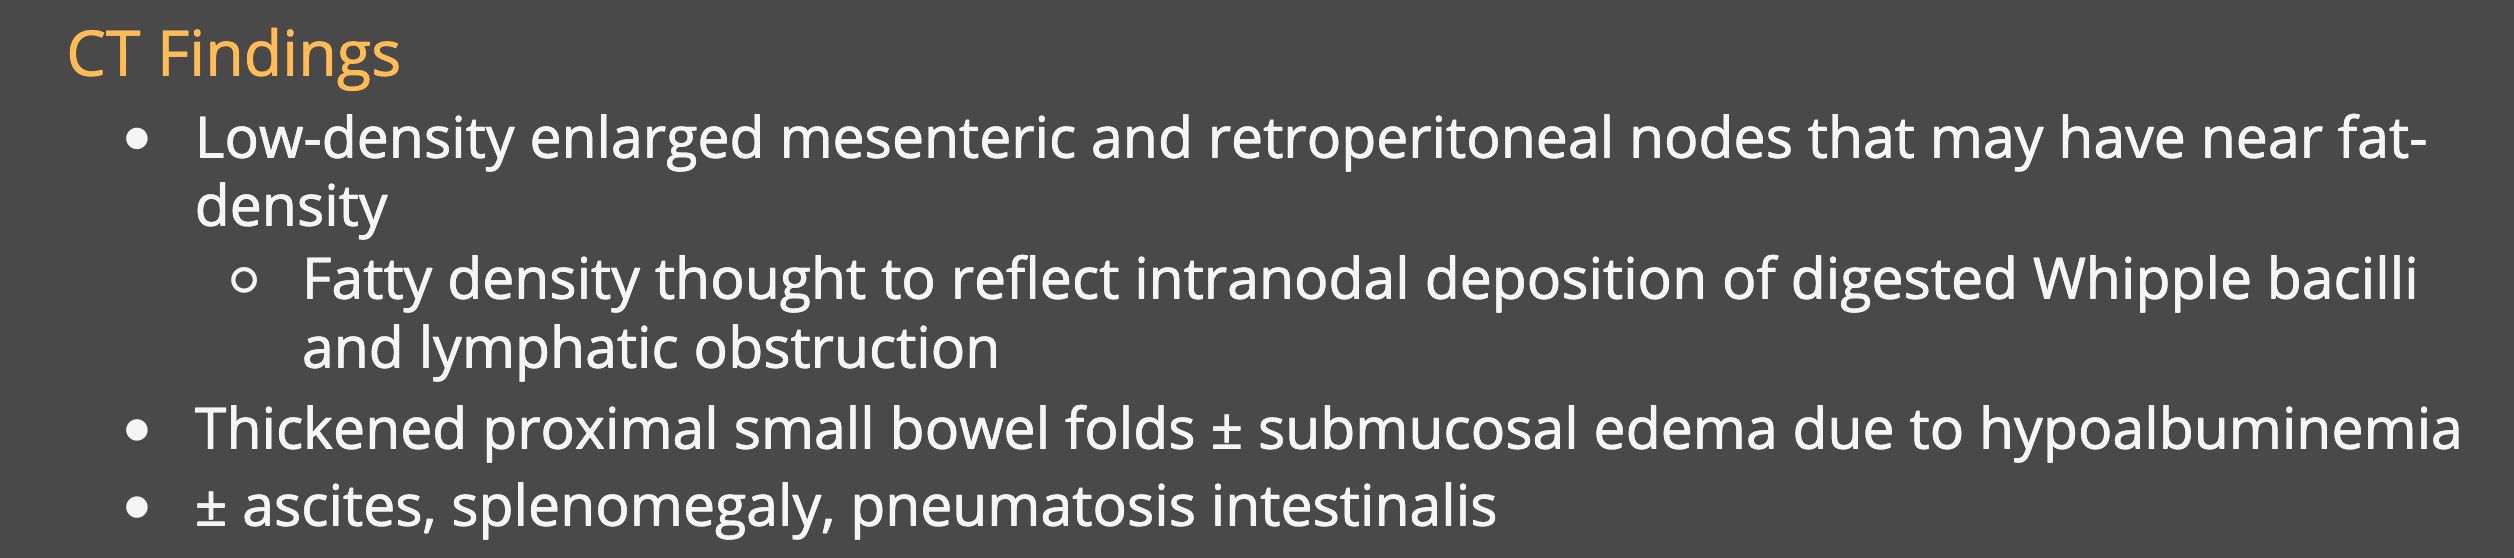 CT Findings
● Low-density enlarged mesenteric and retroperitoneal nodes that may have near fat-
density
○ Fatty density thought to reflect intranodal deposition of digested Whipple bacilli
and lymphatic obstruction
● Thickened proximal small bowel folds ± submucosal edema due to hypoalbuminemia
● ± ascites, splenomegaly, pneumatosis intestinalis